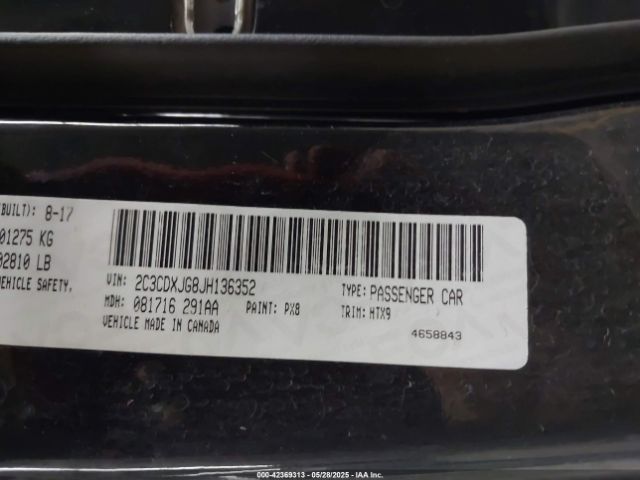 (BUILT): 8-17
01275 KG
02810 LB
VEHICLE SAFETY,
VIN: 2C3CDXJG8JH136352
MDH: 081716 291AA PAINT: PX8
VEHICLE MADE IN CANADA
TYPE: PASSENGER CAR
TRIM: HTX9
4658843
000-42369313 - 05/28/2025 - IAA Inc.